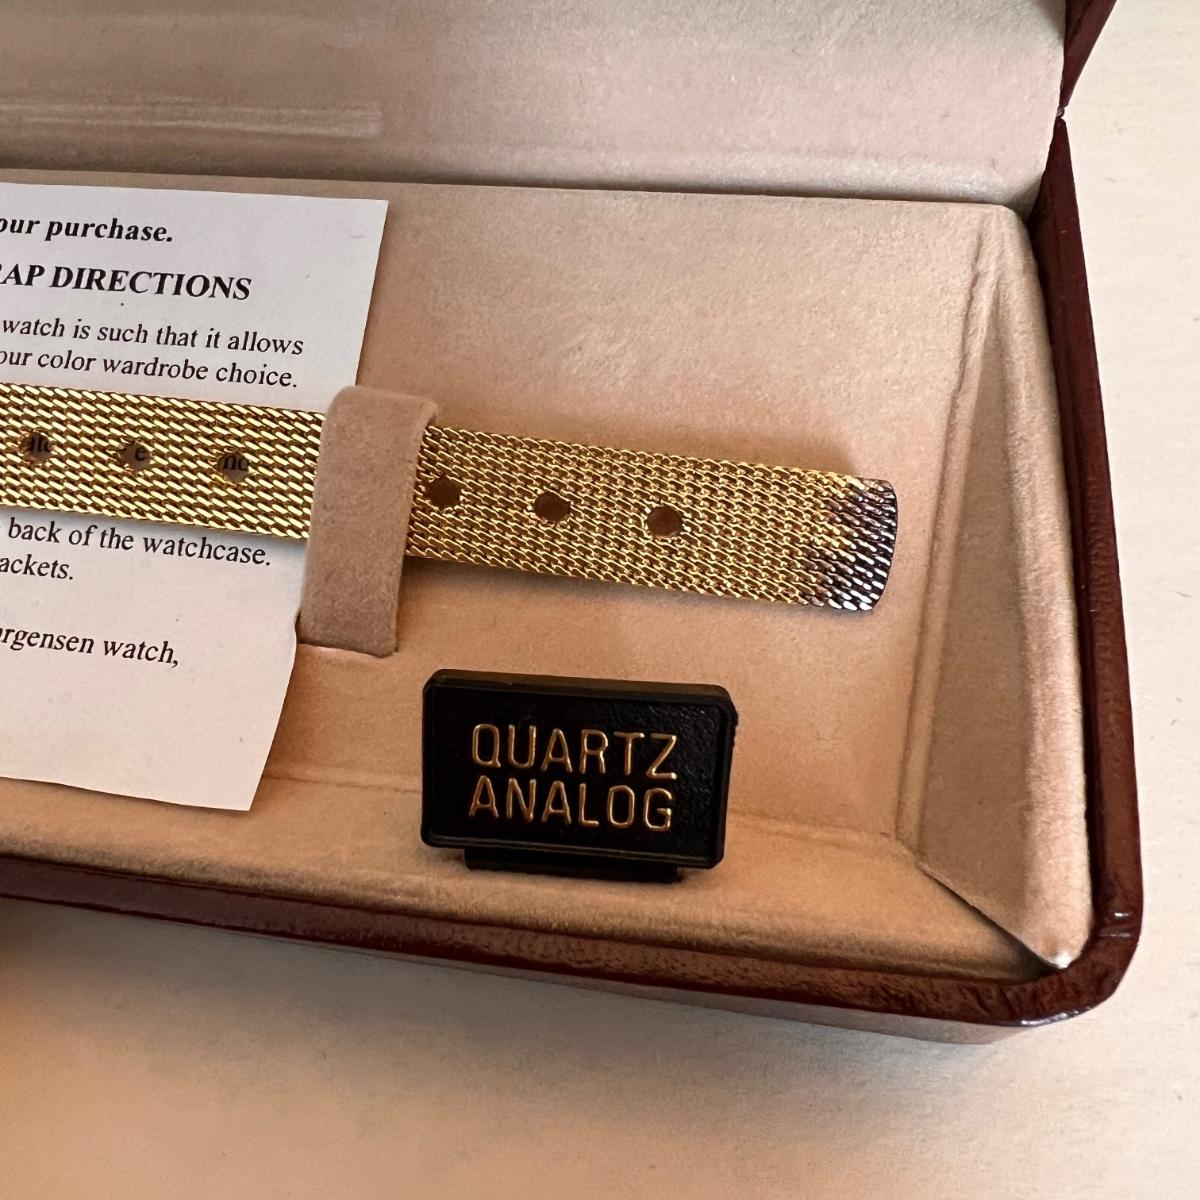 our purchase.
AP DIRECTIONS
watch is such that it allows
our color wardrobe choice.
back of the watchcase.
ackets.
rgensen watch,
QUARTZ
ANALOG